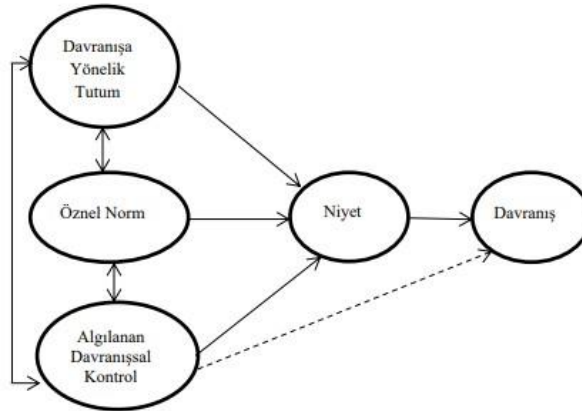 Davranışa
Yönelik
Tutum
Öznel Norm
Niyet
Davranış
Algılanan
Davranışsal
Kontrol